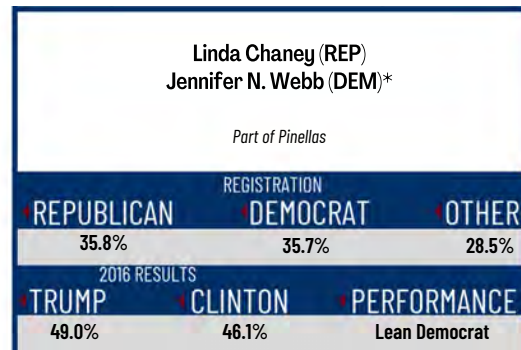 Linda Chaney (REP)
Jennifer N. Webb (DEM)*
Part of Pinellas
REGISTRATION
REPUBLICAN DEMOCRAT OTHER
35.8% 35.7% 28.5%
2016 RESULTS
TRUMP CLINTON PERFORMANCE
49.0% 46.1% Lean Democrat